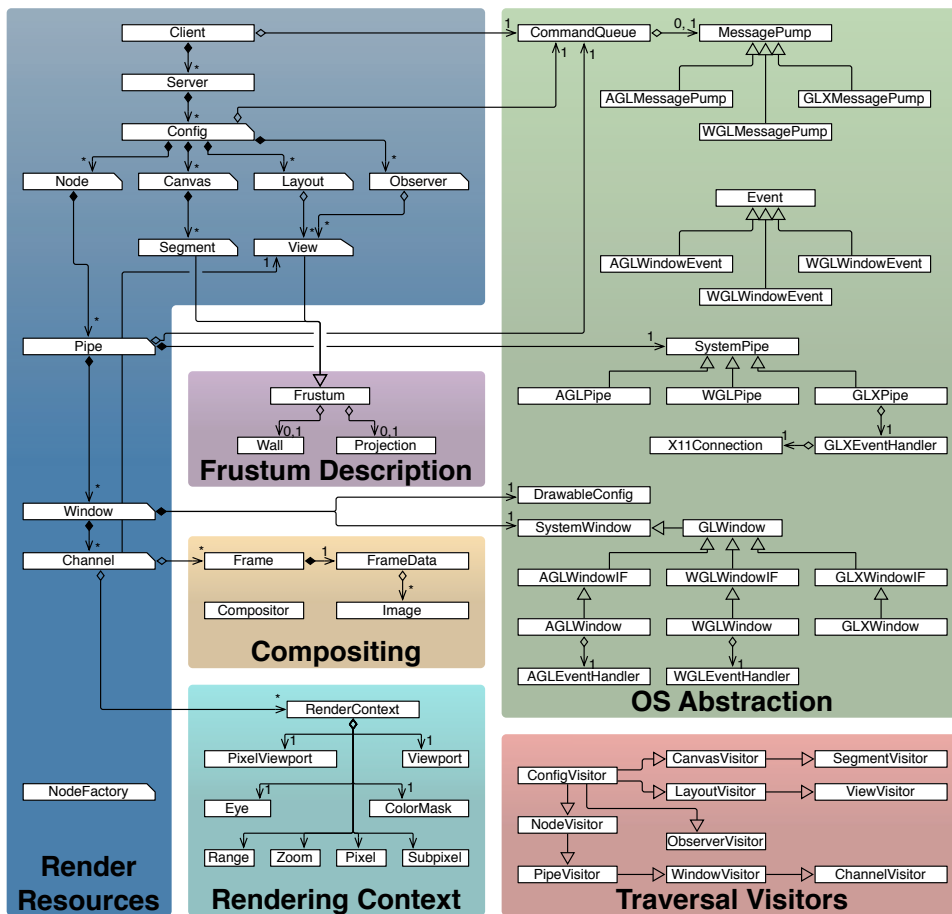 Client
*
Server
*
Config
*
*
*
*
Node
Canvas
Layout
Observer
*
*
*
Segment
View
1
*
Pipe
*
Window
*
Channel
NodeFactory
Render
Resources
Frustum
0,1
0,1
Wall
Projection
Frustum Description
*
1
Frame
FrameData
*
Compositor
Image
Compositing
*
RenderContext
1
1
PixelViewport
Viewport
1
1
Eye
ColorMask
Range
Zoom
Pixel
Subpixel
Rendering Context
1
CommandQueue
0, 1
MessagePump
1
1
AGLMessagePump
GLXMessagePump
WGLMessagePump
Event
AGLWindowEvent
WGLWindowEvent
WGLWindowEvent
1
SystemPipe
AGLPipe
WGLPipe
GLXPipe
1
1
X11Connection
GLXEventHandler
1
DrawableConfig
1
SystemWindow
GLWindow
AGLWindowIF
WGLWindowIF
GLXWindowIF
AGLWindow
WGLWindow
GLXWindow
1
1
AGLEventHandler
WGLEventHandler
OS Abstraction
ConfigVisitor
CanvasVisitor
SegmentVisitor
LayoutVisitor
ViewVisitor
NodeVisitor
ObserverVisitor
PipeVisitor
WindowVisitor
ChannelVisitor
Traversal Visitors